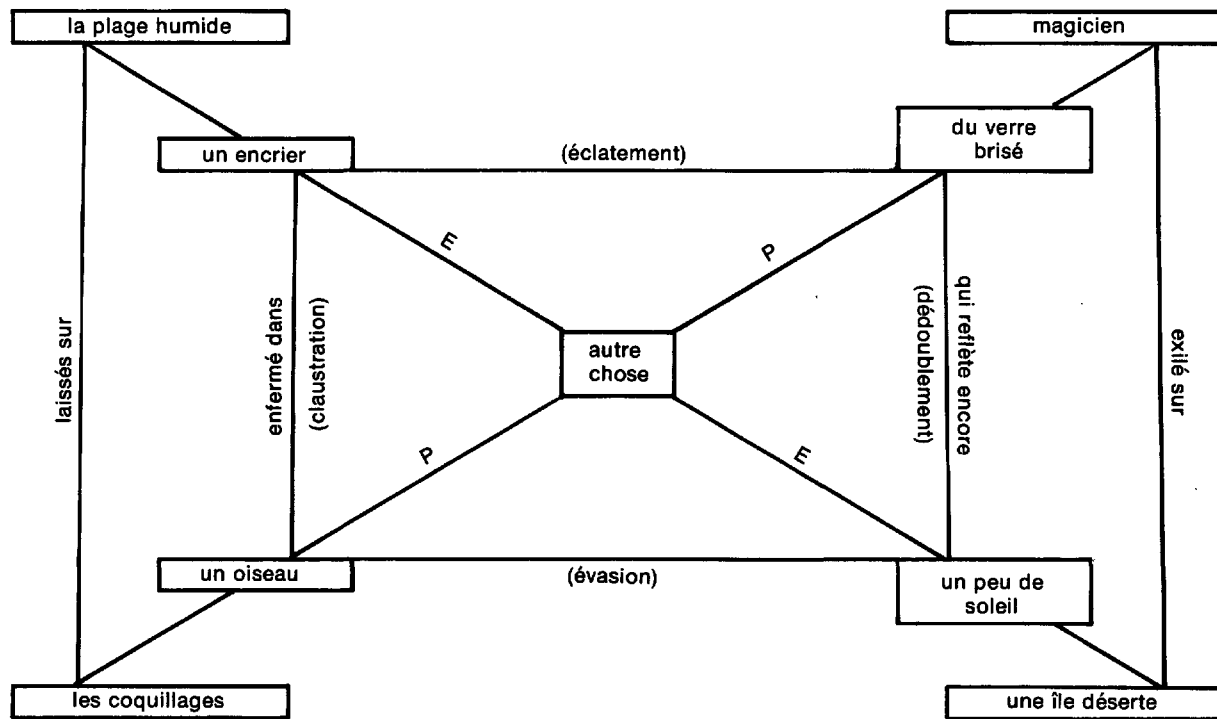 la plage humide
magicien
un encrier
(éclatement)
du verre
brisé
E
P
laissés sur
enfermé dans
(claustration)
autre
chose
(dédoublement)
qui reflète encore
exilé sur
P
E
un oiseau
(évasion)
un peu de
soleil
les coquillages
une île déserte